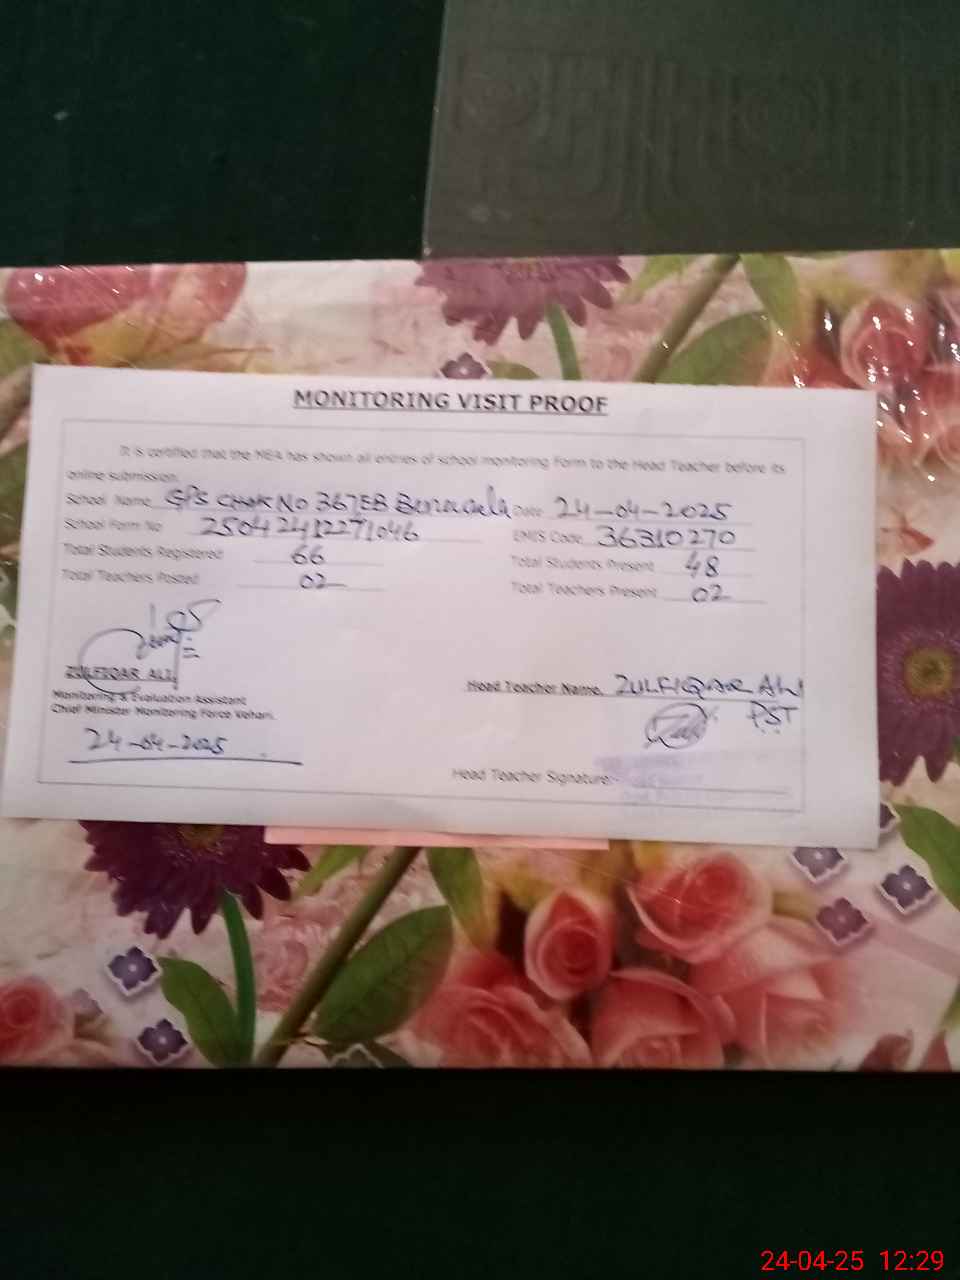 MONITORING VISIT PROOF
It is certified that the MEA has shown all entries of school monitoring Form to the Head Teacher before its
online submission.
School Name GPS CHAK No 367EB Date 24-04-2025
School Form No 25042412271046 EMIS Code 36310270
Total Students Registered 66 Total Students Present 48
Total Teachers Posted 02 Total Teachers Present 02
ZULFIQAR ALI
Monitoring & Evaluation Assistant
Chief Minister Monitoring Force Vehari.
24-04-2025
Head Teacher Name ZULFIQAR ALI
PST
Head Teacher Signature:-
24-04-25 12:29